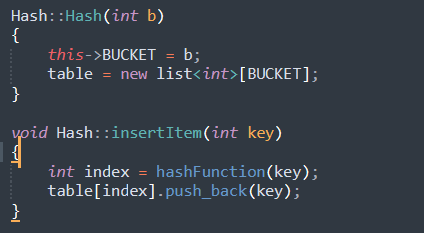 Hash::Hash(int b)
{
    this->BUCKET = b;
    table = new list<int>[BUCKET];
}

void Hash::insertItem(int key)
{
    int index = hashFunction(key);
    table[index].push_back(key);
}